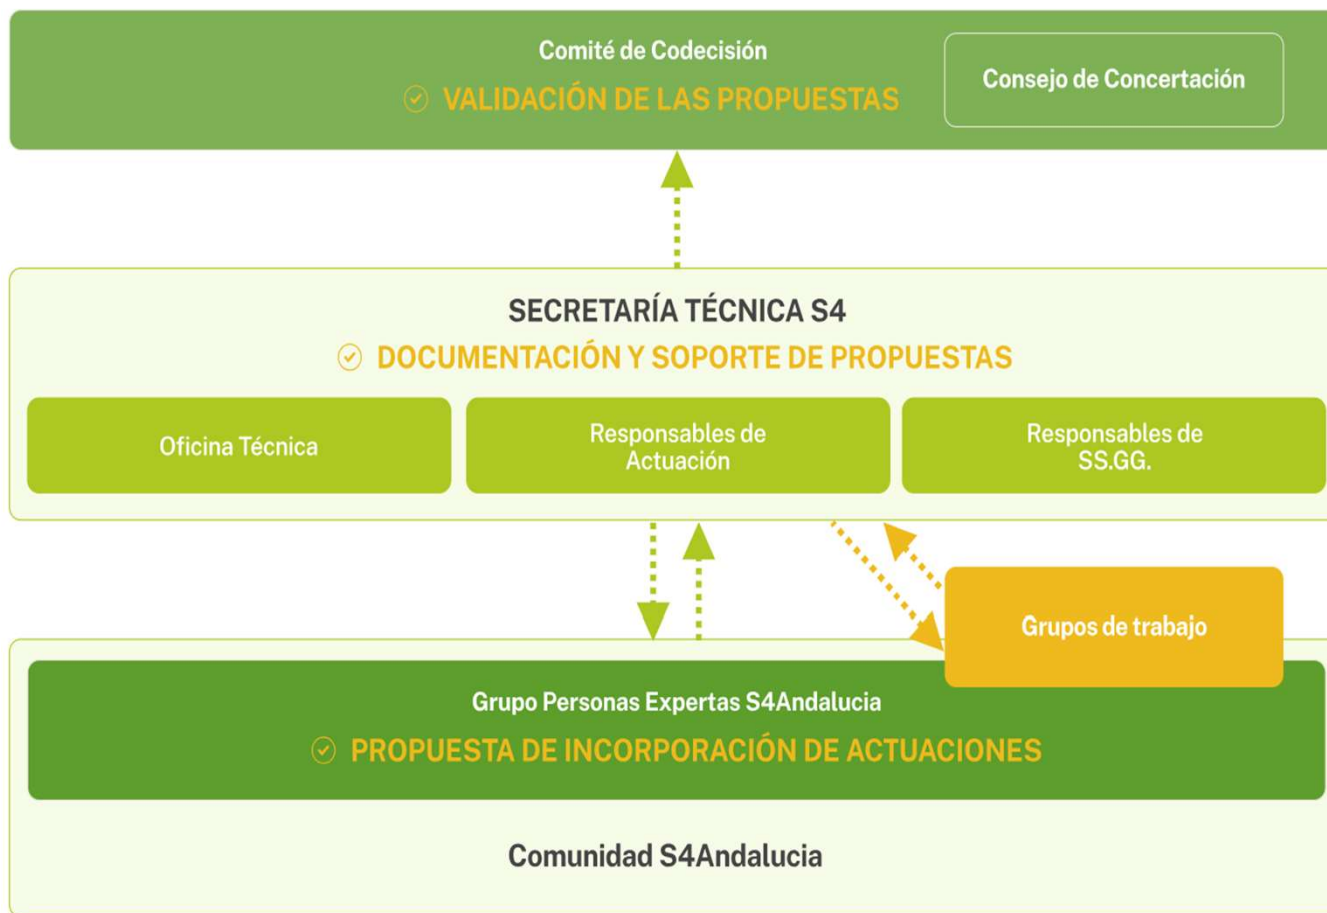 Comité de Codecisión
VALIDACIÓN DE LAS PROPUESTAS
Consejo de Concertación
SECRETARÍA TÉCNICA S4
DOCUMENTACIÓN Y SOPORTE DE PROPUESTAS
Oficina Técnica
Responsables de
Actuación
Responsables de
SS.GG.
Grupos de trabajo
Grupo Personas Expertas S4Andalucia
PROPUESTA DE INCORPORACIÓN DE ACTUACIONES
Comunidad S4Andalucia